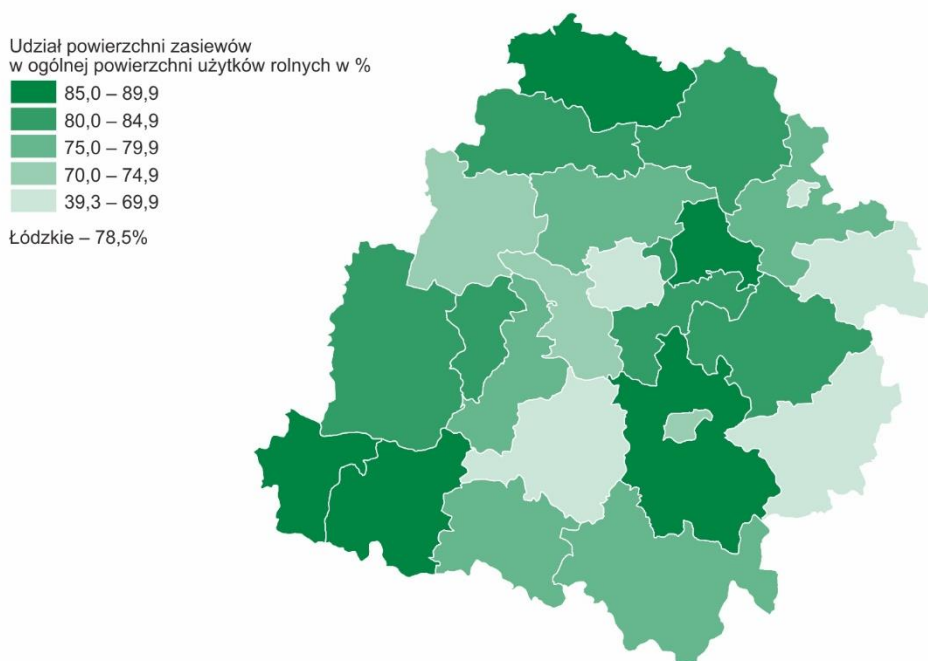 Udział powierzchni zasiewów
w ogólnej powierzchni użytków rolnych w %
85,0 – 89,9
80,0 – 84,9
75,0 – 79,9
70,0 – 74,9
39,3 – 69,9
Łódzkie – 78,5%